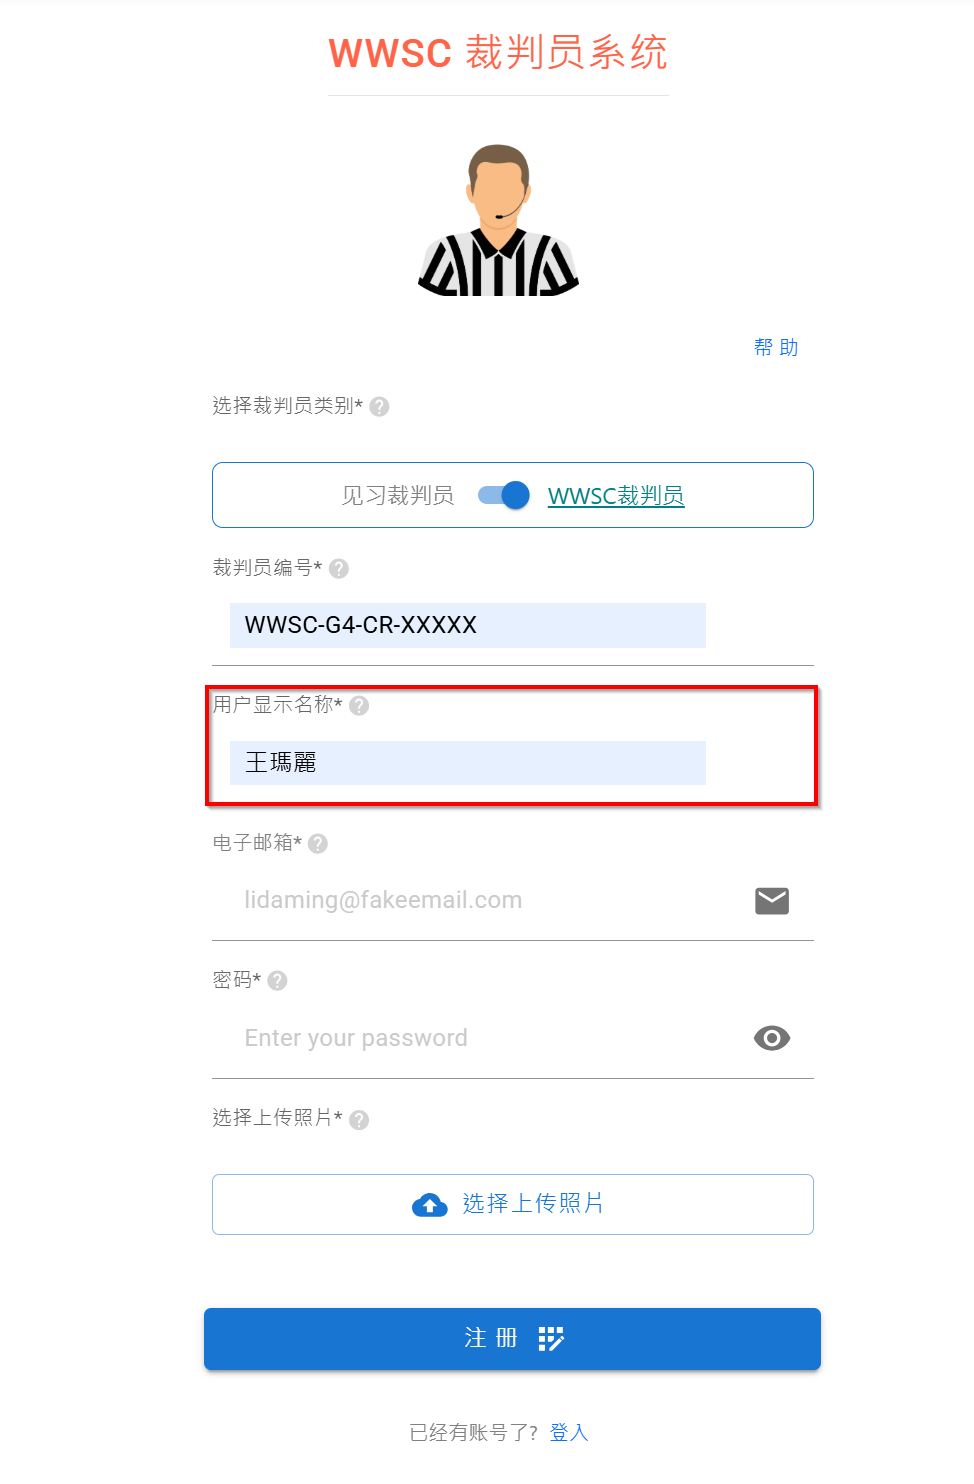 WWSC 裁判员系统
帮 助
选择裁判员类别* ?
见习裁判员 WWSC裁判员
裁判员编号* ?
WWSC-G4-CR-XXXXX
用户显示名称* ?
王瑪麗
电子邮箱* ?
lidaming@fakeemail.com
密码* ?
Enter your password
选择上传照片* ?
选择上传照片
注 册
已经有账号了? 登入